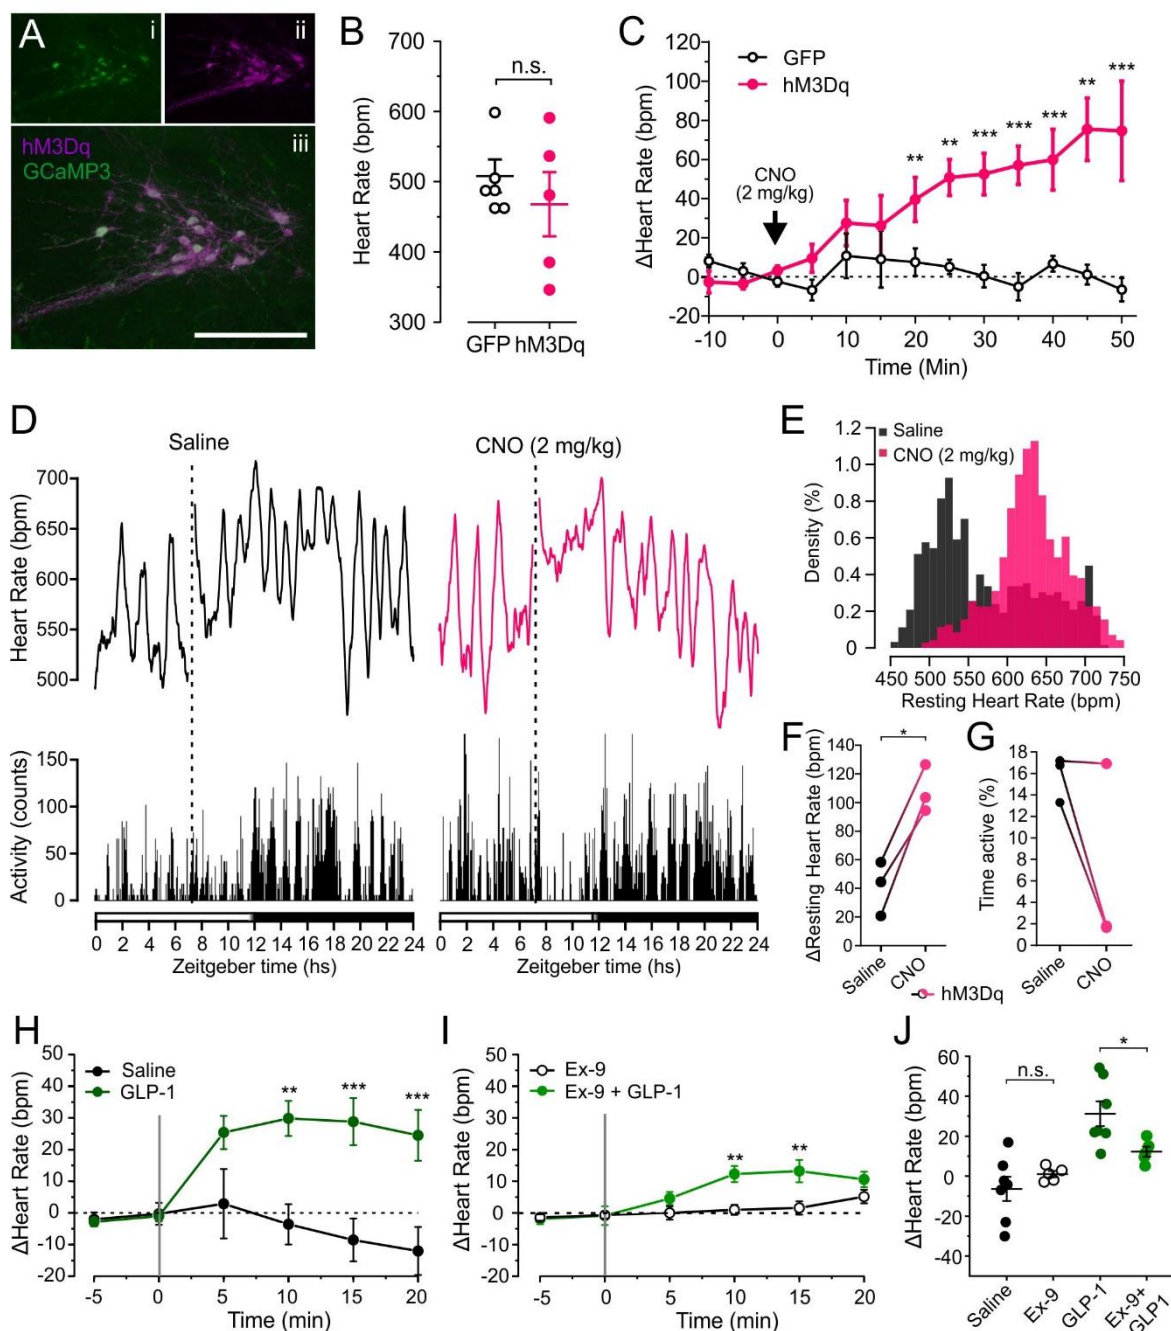 A
i
ii
iii
hM3Dq
GCaMP3
B
700
600
500
400
300
Heart Rate (bpm)
n.s.
GFP hM3Dq
C
GFP
hM3Dq
120
100
80
60
40
20
0
-20
ΔHeart Rate (bpm)
CNO
(2 mg/kg)
** ** *** *** *** ** ***
-10 0 10 20 30 40 50
Time (Min)
D
Saline
CNO (2 mg/kg)
700
650
600
550
500
Heart Rate (bpm)
150
100
50
0
Activity (counts)
0 2 4 6 8 10 12 14 16 18 20 22 24
0 2 4 6 8 10 12 14 16 18 20 22 24
Zeitgeber time (hs)
Zeitgeber time (hs)
E
Saline
CNO (2 mg/kg)
1.2
1.0
0.8
0.6
0.4
0.2
0
Density (%)
450 500 550 600 650 700 750
Resting Heart Rate (bpm)
F
*
140
120
100
80
60
40
20
0
ΔResting Heart Rate (bpm)
Saline
CNO
G
18
16
14
12
10
8
6
4
2
0
Time active (%)
Saline
CNO
hM3Dq
H
Saline
GLP-1
50
40
30
20
10
0
-10
-20
ΔHeart Rate (bpm)
** *** ***
-5 0 5 10 15 20
Time (min)
I
Ex-9
Ex-9 + GLP-1
50
40
30
20
10
0
-10
-20
ΔHeart Rate (bpm)
** **
-5 0 5 10 15 20
Time (min)
J
n.s.
*
60
40
20
0
-20
-40
ΔHeart Rate (bpm)
Saline
Ex-9
GLP-1
Ex-9+
GLP1